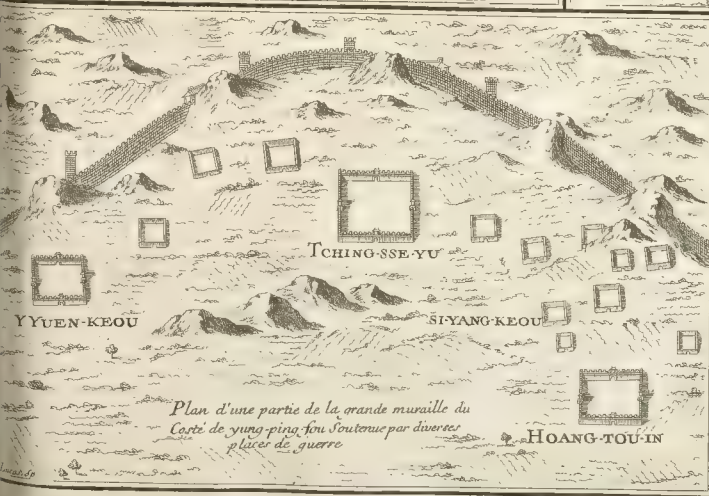 TCHING-SSE-YU
YYUEN-KEOU
SI-YANG-KEOU
Plan d'une partie de la grande muraille du
Costé de yung-ping-fou Soutenue par diverses
places de guerre
HOANG-TOU-IN